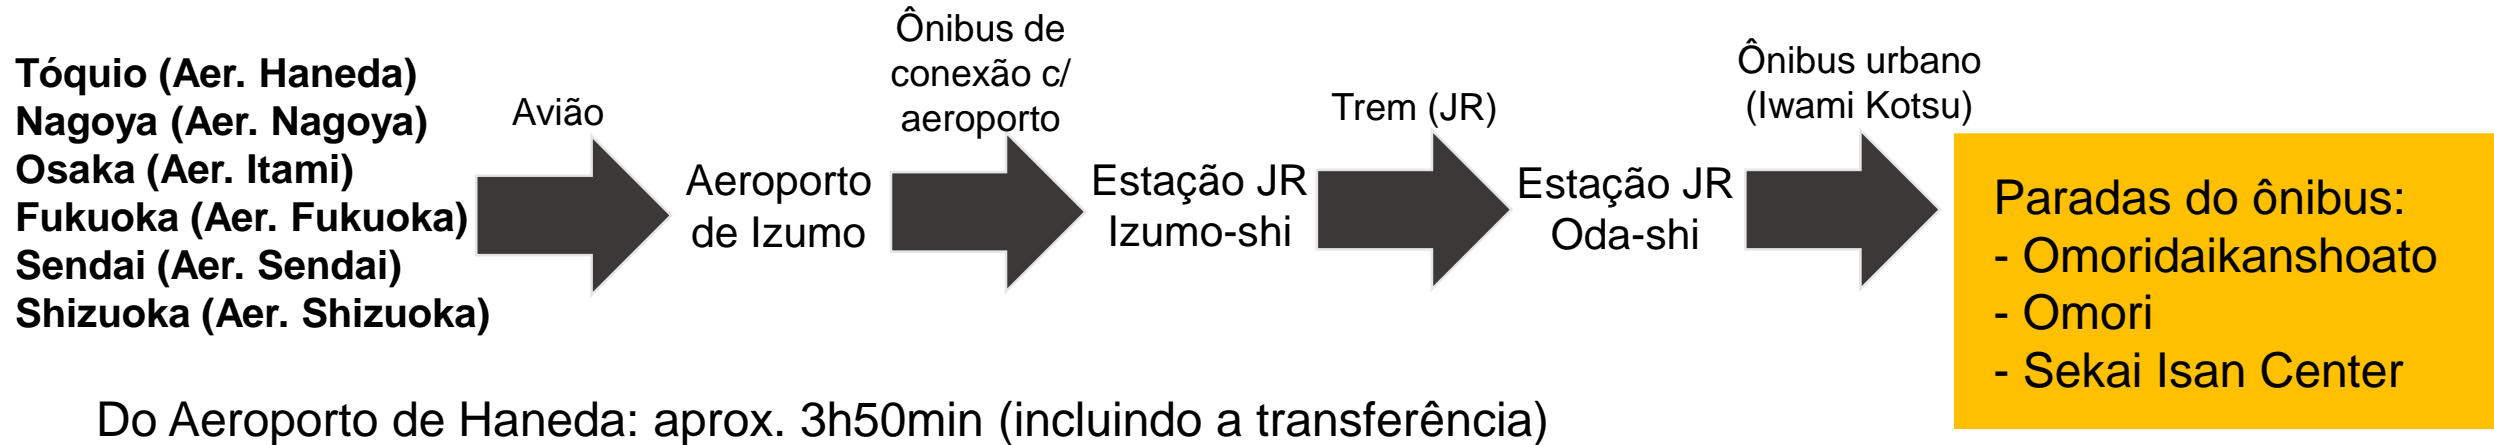 Tóquio (Aer. Haneda)
Nagoya (Aer. Nagoya)
Osaka (Aer. Itami)
Fukuoka (Aer. Fukuoka)
Sendai (Aer. Sendai)
Shizuoka (Aer. Shizuoka)
Avião
Aeroporto
de Izumo
Ônibus de
conexão c/
aeroporto
Estação JR
Izumo-shi
Trem (JR)
Estação JR
Oda-shi
Ônibus urbano
(Iwami Kotsu)
Paradas do ônibus:
- Omoridaikanshoato
- Omori
- Sekai Isan Center
Do Aeroporto de Haneda: aprox. 3h50min (incluindo a transferência)